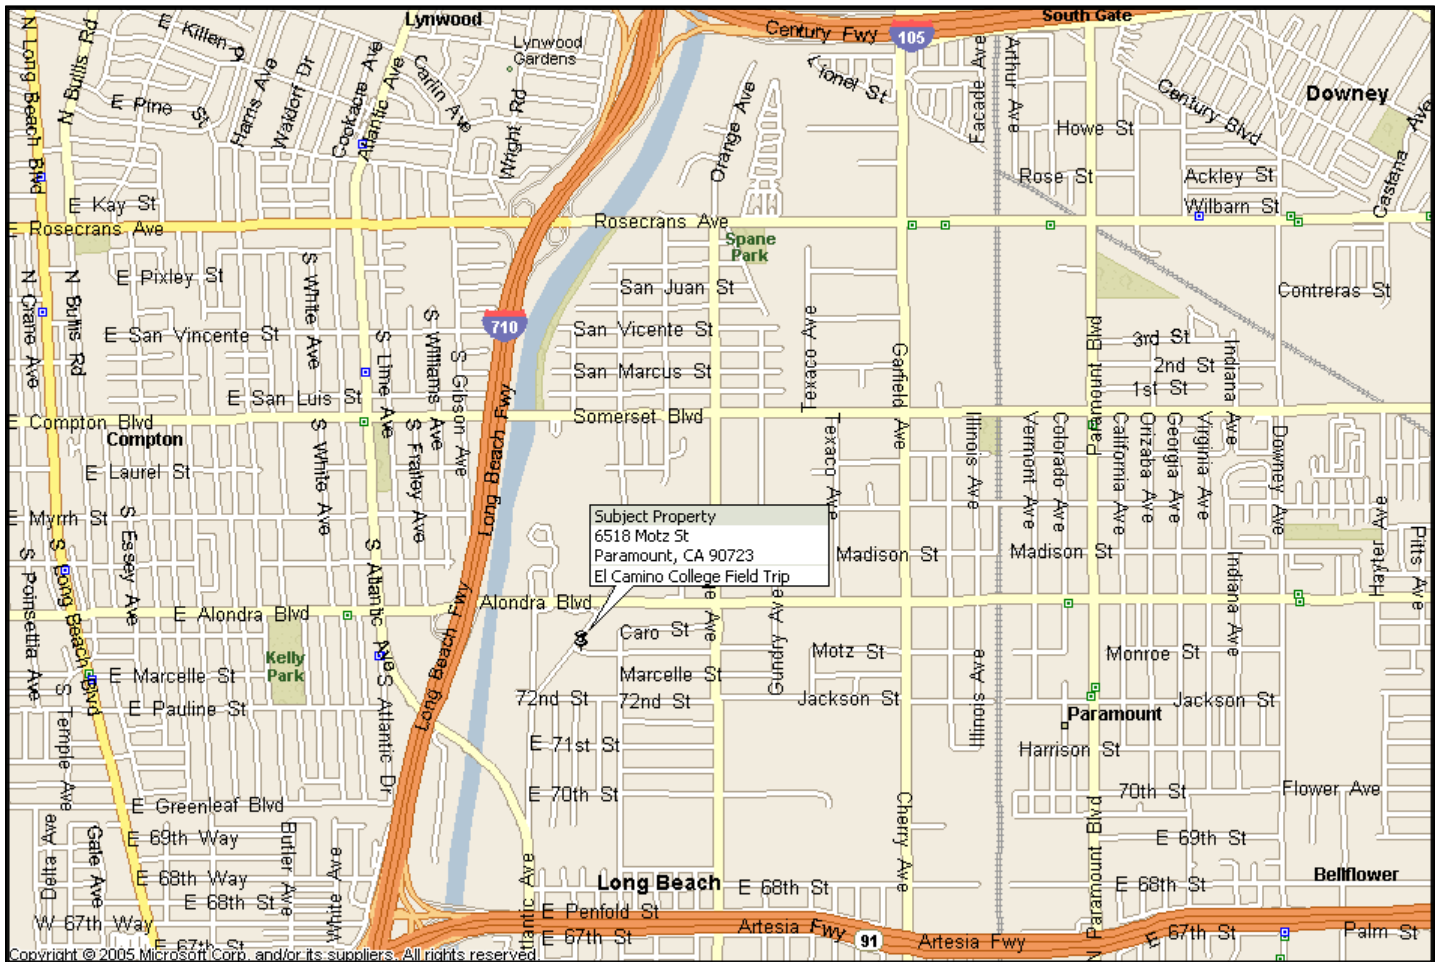 Lynwood
South Gate
N Long Beach Blvd
N Bullis Rd
E Killen Pl
Harris Ave
Waldorf Dr
Cookacre Ave
Atlantic Ave
Carlin Ave
Lynwood
Gardens
Wright Rd
Century Fwy
105
Lionel St
Orange Ave
Facade Ave
Arthur Ave
Howe St
Century Blvd
Downey
E Pine St
Rose St
Ackley St
Wilbarn St
Castana Ave
E Kay St
Rosecrans Ave
Rosecrans Ave
Spane
Park
E Pixley St
San Juan St
Contreras St
N Crane Ave
N Bullis Rd
S White Ave
S Lime Ave
S Williams Ave
S Gibson Ave
710
E San Vincente St
San Vicente St
San Marcus St
Texaco Ave
Garfield Ave
Paramount Blvd
3rd St
2nd St
1st St
Indiana Ave
E San Luis St
Compton Blvd
Somerset Blvd
Compton
Long Beach Fwy
S White Ave
S Fraley Ave
Texaco Ave
Illinois Ave
Vermont Ave
Colorado Ave
California Ave
Orizaba Ave
Georgia Ave
Virginia Ave
Downey Ave
E Laurel St
E Myrrh St
S Essey Ave
S Poinsettia Ave
S Long Beach Blvd
S Atlantic Ave
Subject Property
6518 Motz St
Paramount, CA 90723
El Camino College Field Trip
Madison St
Madison St
Indiana Ave
Hayter Ave
Pitts Ave
E Alondra Blvd
Alondra Blvd
Long Beach Fwy
Caro St
Gundry Ave
Motz St
Monroe St
Kelly
Park
E Marcelle St
Marcelle St
Illinois Ave
S Temple Ave
E Pauline St
S Atlantic Dr
72nd St
72nd St
Jackson St
Jackson St
Paramount
E 71st St
Harrison St
E 70th St
70th St
Flower Ave
E Greenleaf Blvd
Cherry Ave
N Paramount Blvd
Delta Ave
Gale Ave
E 69th Way
Butler Ave
White Ave
Atlantic Ave
E 69th St
E 68th Way
Long Beach
E 68th St
E 68th St
Bellflower
E 68th St
E Penfold St
W 67th Way
E 67th St
E 67th St
Artesia Fwy
91
Artesia Fwy
E 67th St
Palm St
Copyright © 2005 Microsoft Corp. and/or its suppliers. All rights reserved.